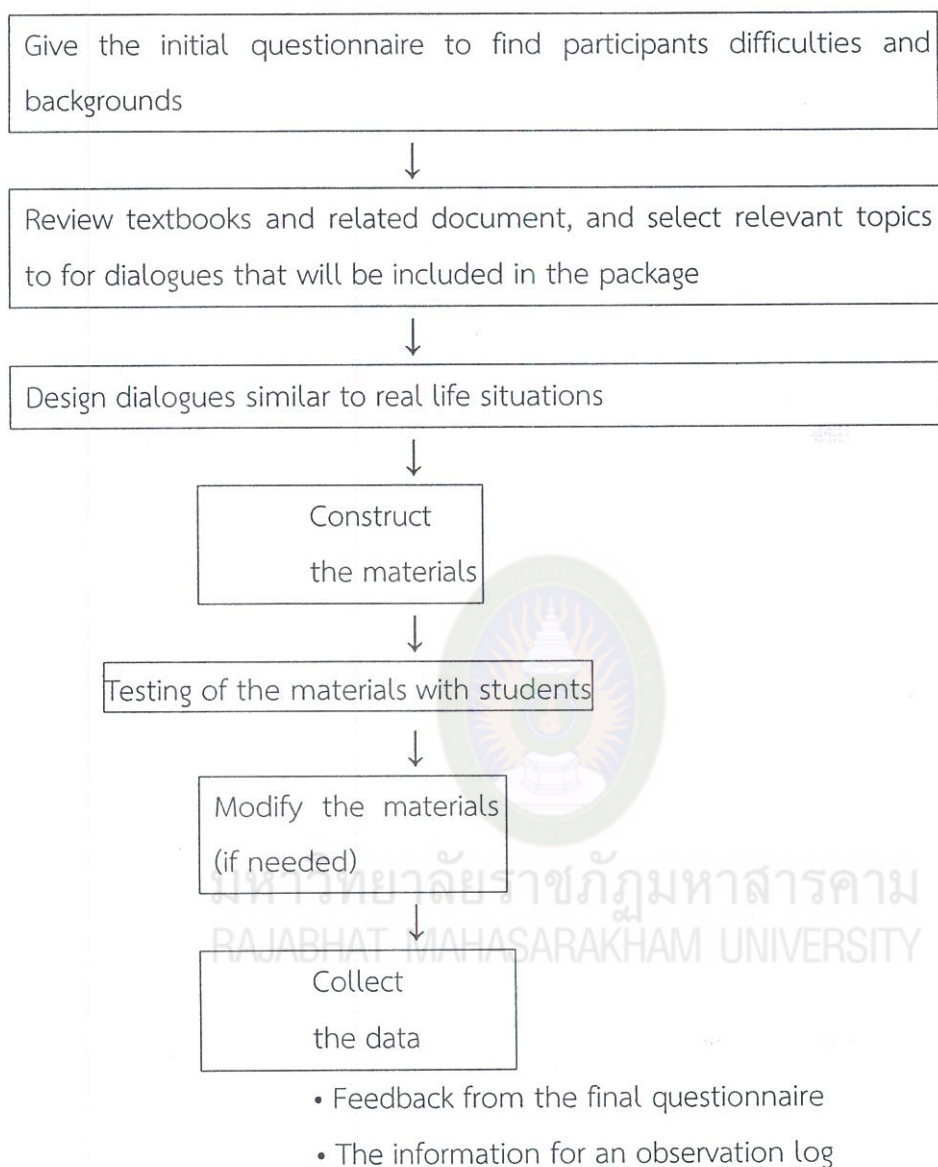 Give the initial questionnaire to find participants difficulties and
backgrounds
↓
Review textbooks and related document, and select relevant topics
to for dialogues that will be included in the package
↓
Design dialogues similar to real life situations
↓
Construct
the materials
↓
Testing of the materials with students
↓
Modify the materials
(if needed)
↓
มหาวิทยาลัยราชภัฏมหาสารคาม
RAJABHAT MAHASARAKHAM UNIVERSITY
Collect
the data
• Feedback from the final questionnaire
• The information for an observation log